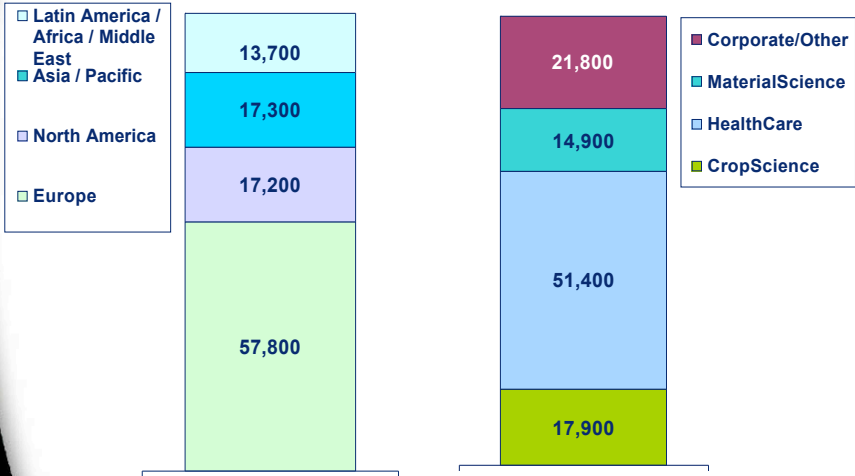 Latin America /
Africa / Middle
East
Asia / Pacific
North America
Europe
13,700
17,300
17,200
57,800
21,800
14,900
51,400
17,900
Corporate/Other
MaterialScience
HealthCare
CropScience